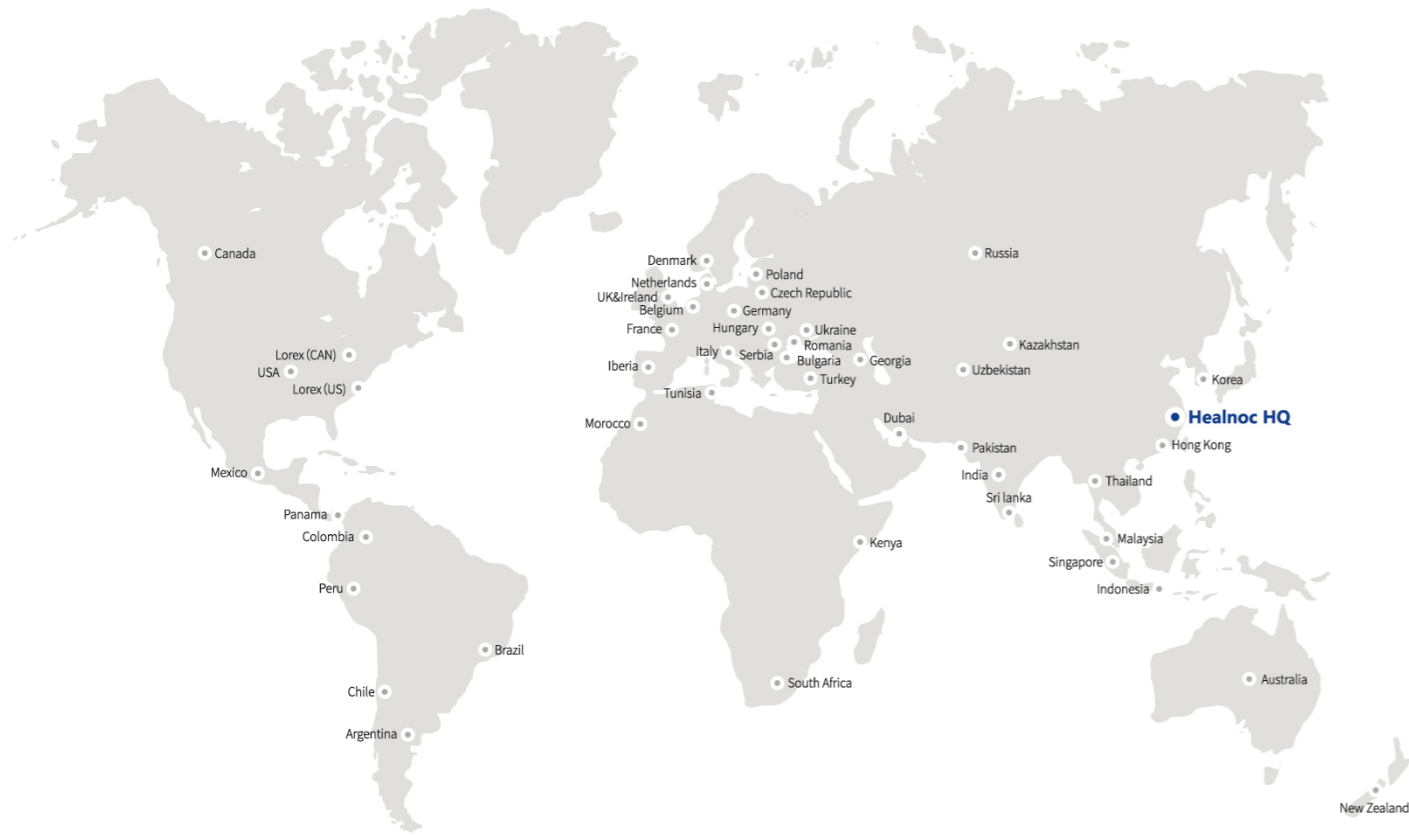 Canada
Russia
Denmark
Poland
Netherlands
Czech Republic
UK&Ireland
Belgium
Germany
France
Hungary
Ukraine
Romania
Italy
Serbia
Bulgaria
Georgia
Kazakhstan
Lorex (CAN)
USA
Lorex (US)
Iberia
Uzbekistan
Turkey
Korea
Tunisia
Morocco
Dubai
Healnoc HQ
Pakistan
Hong Kong
Mexico
India
Thailand
Sri lanka
Panama
Colombia
Kenya
Malaysia
Singapore
Peru
Indonesia
Brazil
South Africa
Australia
Chile
Argentina
New Zealand